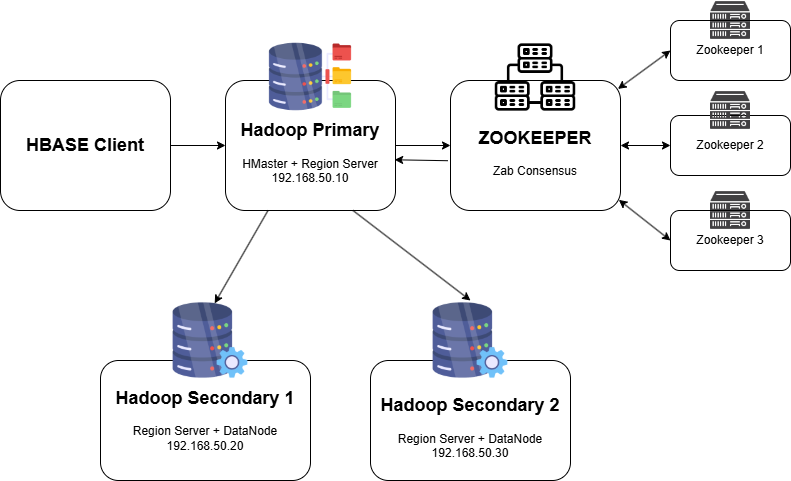 HBASE Client
Hadoop Primary
HMaster + Region Server
192.168.50.10
ZOOKEEPER
Zab Consensus
Zookeeper 1
Zookeeper 2
Zookeeper 3
Hadoop Secondary 1
Region Server + DataNode
192.168.50.20
Hadoop Secondary 2
Region Server + DataNode
192.168.50.30